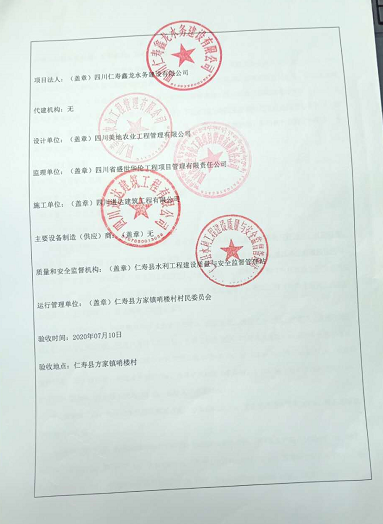 项目法人：（盖章）四川仁寿鑫龙水务建设有限公司
代建机构：无
设计单位：（盖章）四川美地农业工程管理有限公司
监理单位：（盖章）四川省盛世华伦工程项目管理有限责任公司
施工单位：（盖章）四川迅达建筑工程有限公司
主要设备制造（供应）商：（盖章）无
质量和安全监督机构：（盖章）仁寿县水利工程建设质量与安全监督管理站
运行管理单位：（盖章）仁寿县方家镇哨楼村村民委员会
验收时间：2020年07月10日
验收地点：仁寿县方家镇哨楼村